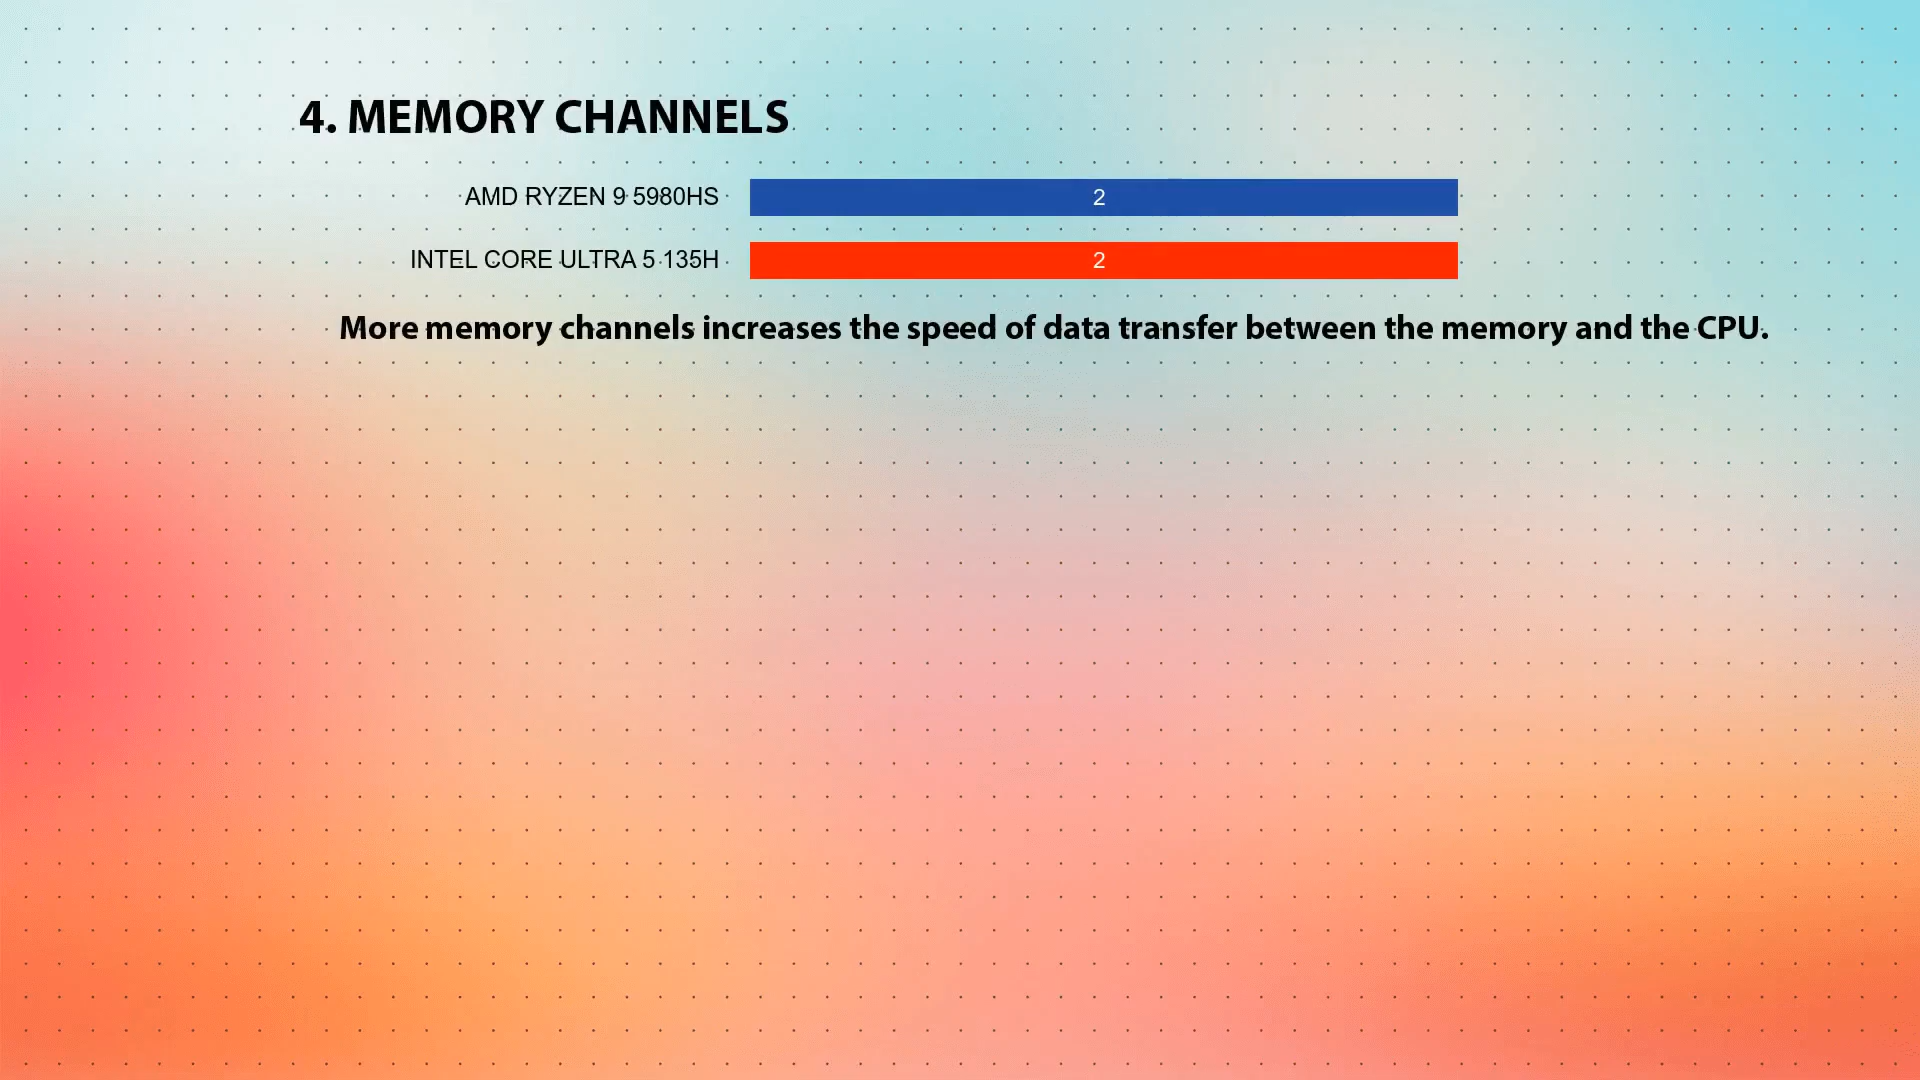 4. MEMORY CHANNELS
AMD RYZEN 9 5980HS 2
INTEL CORE ULTRA 5 135H 2
More memory channels increases the speed of data transfer between the memory and the CPU.